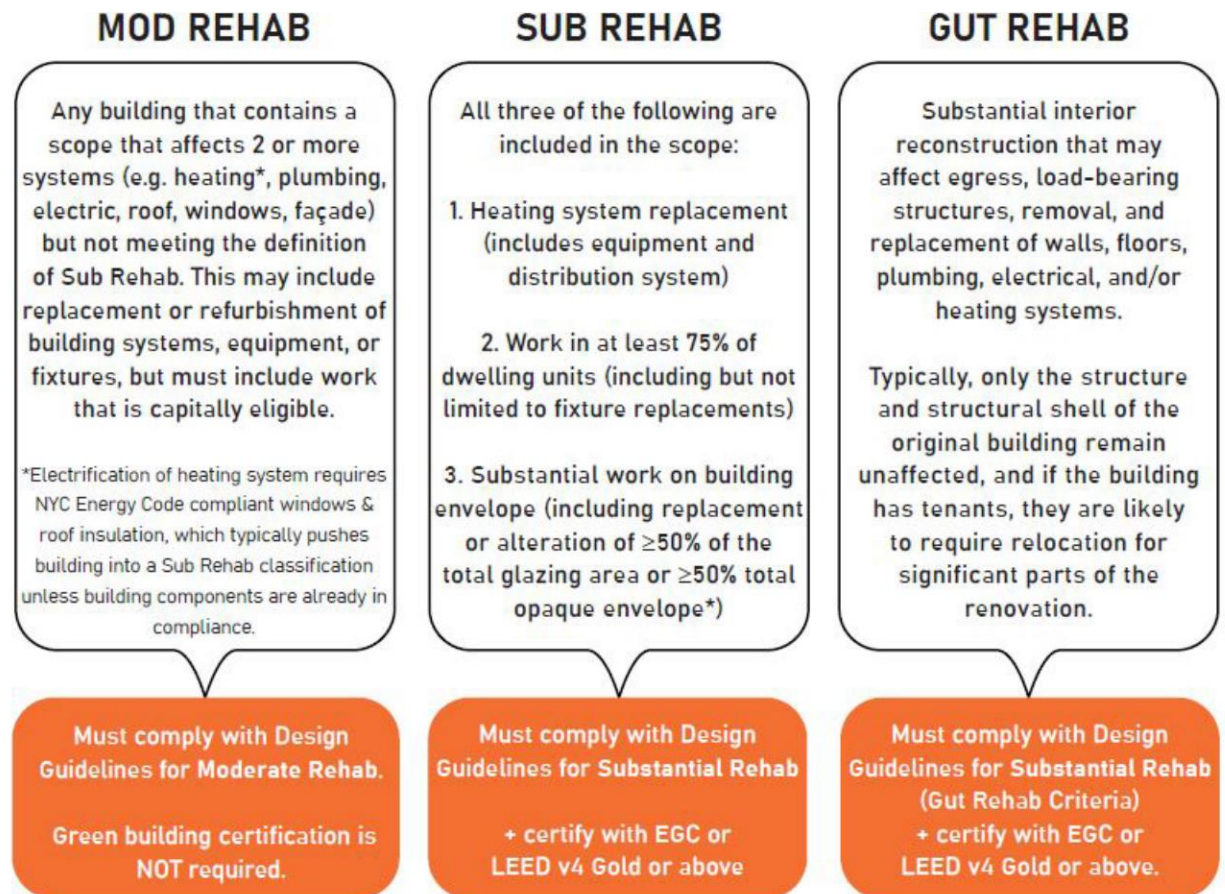 MOD REHAB
Any building that contains a
scope that affects 2 or more
systems (e.g. heating*, plumbing,
electric, roof, windows, façade)
but not meeting the definition
of Sub Rehab. This may include
replacement or refurbishment of
building systems, equipment, or
fixtures, but must include work
that is capitally eligible.
*Electrification of heating system requires
NYC Energy Code compliant windows &
roof insulation, which typically pushes
building into a Sub Rehab classification
unless building components are already in
compliance.
Must comply with Design
Guidelines for Moderate Rehab.
Green building certification is
NOT required.
SUB REHAB
All three of the following are
included in the scope:
1. Heating system replacement
(includes equipment and
distribution system)
2. Work in at least 75% of
dwelling units (including but not
limited to fixture replacements)
3. Substantial work on building
envelope (including replacement
or alteration of ≥50% of the
total glazing area or ≥50% total
opaque envelope*)
Must comply with Design
Guidelines for Substantial Rehab
+ certify with EGC or
LEED v4 Gold or above
GUT REHAB
Substantial interior
reconstruction that may
affect egress, load-bearing
structures, removal, and
replacement of walls, floors,
plumbing, electrical, and/or
heating systems.
Typically, only the structure
and structural shell of the
original building remain
unaffected, and if the building
has tenants, they are likely
to require relocation for
significant parts of the
renovation.
Must comply with Design
Guidelines for Substantial Rehab
(Gut Rehab Criteria)
+ certify with EGC or
LEED v4 Gold or above.